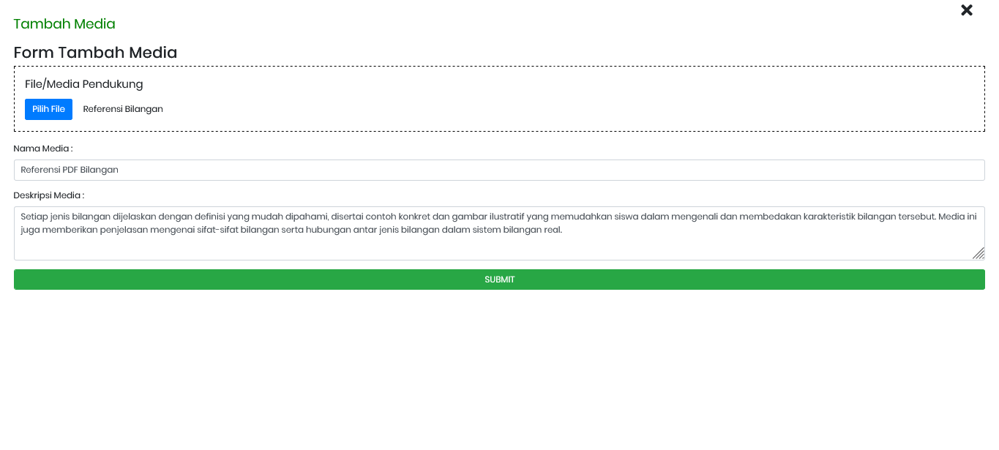 Tambah Media
Form Tambah Media
File/Media Pendukung
Pilih File Referensi Bilangan
Nama Media :
Referensi PDF Bilangan
Deskripsi Media :
Setiap jenis bilangan dijelaskan dengan definisi yang mudah dipahami, disertai contoh konkret dan gambar ilustratif yang memudahkan siswa dalam mengenali dan membedakan karakteristik bilangan tersebut. Media ini
juga memberikan penjelasan mengenai sifat-sifat bilangan serta hubungan antar jenis bilangan dalam sistem bilangan real.
SUBMIT